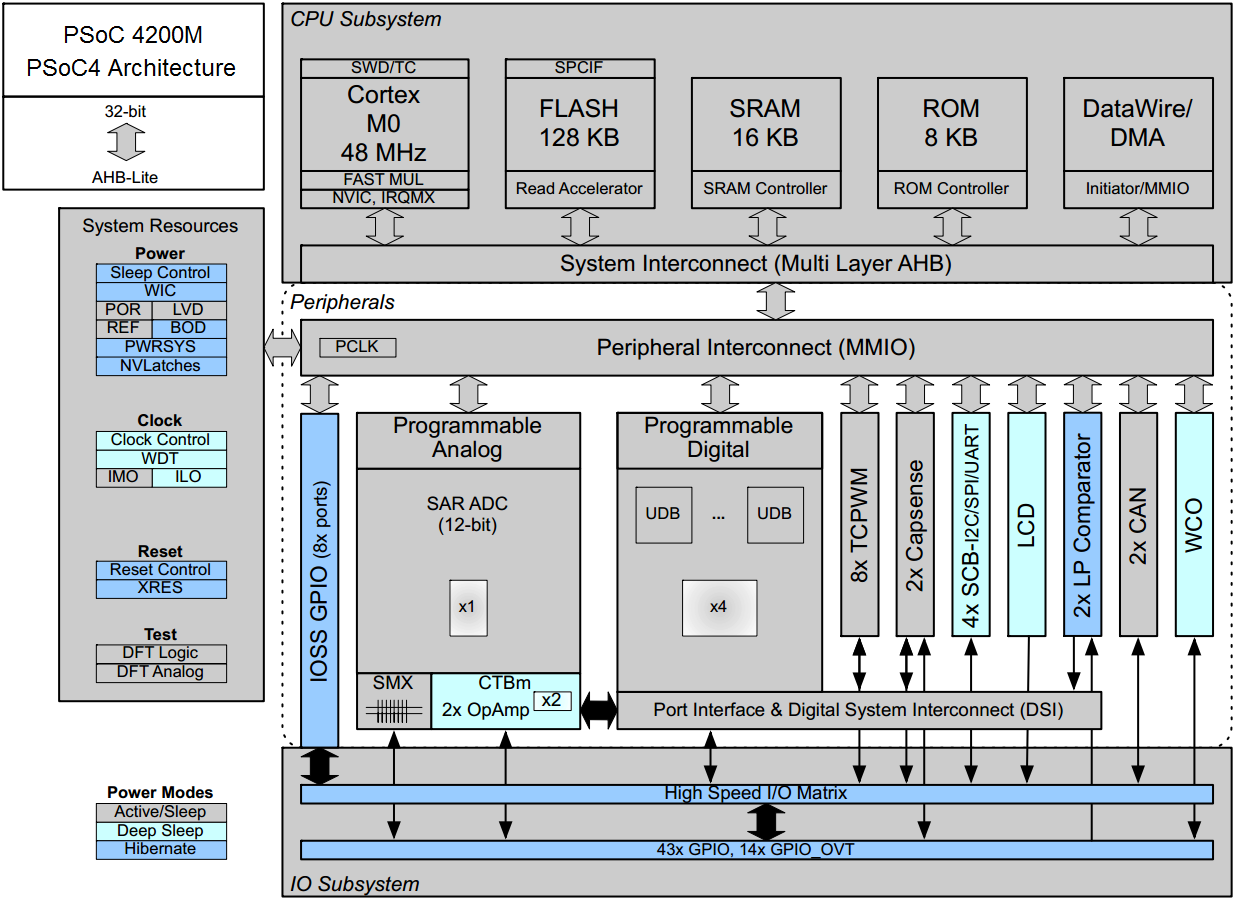 PSoC 4200M
PSoC4 Architecture
32-bit
AHB-Lite
CPU Subsystem
SWD/TC
Cortex
M0
48 MHz
FAST MUL
NVIC, IRQMX
SPCIF
FLASH
128 KB
Read Accelerator
SRAM
16 KB
SRAM Controller
ROM
8 KB
ROM Controller
DataWire/
DMA
Initiator/MMIO
System Interconnect (Multi Layer AHB)
System Resources
Power
Sleep Control
WIC
POR LVD
REF BOD
PWRSYS
NVLatches
Clock
Clock Control
WDT
IMO ILO
Reset
Reset Control
XRES
Test
DFT Logic
DFT Analog
Peripherals
PCLK
Peripheral Interconnect (MMIO)
IOSS GPIO (8x ports)
Programmable
Analog
SAR ADC
(12-bit)
x1
SMX
CTBm
2x OpAmp
x2
Programmable
Digital
UDB ... UDB
x4
8x TCPWM
2x Capsense
4x SCB-I2C/SPI/UART
LCD
2x LP Comparator
2x CAN
WCO
Port Interface & Digital System Interconnect (DSI)
High Speed I/O Matrix
43x GPIO, 14x GPIO_OVT
IO Subsystem
Power Modes
Active/Sleep
Deep Sleep
Hibernate